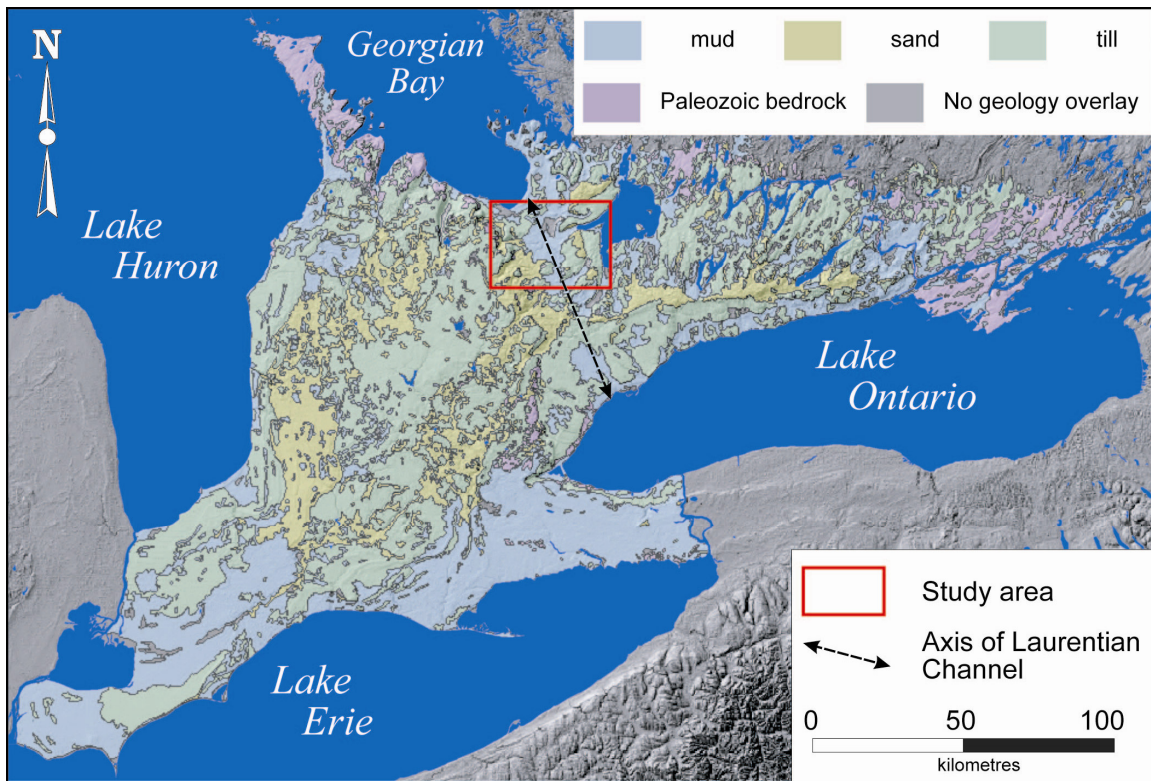 N
Georgian
Bay
mud
sand
till
Paleozoic bedrock
No geology overlay
Lake
Huron
Lake
Ontario
Lake
Erie
Study area
Axis of Laurentian
Channel
0 50 100
kilometres